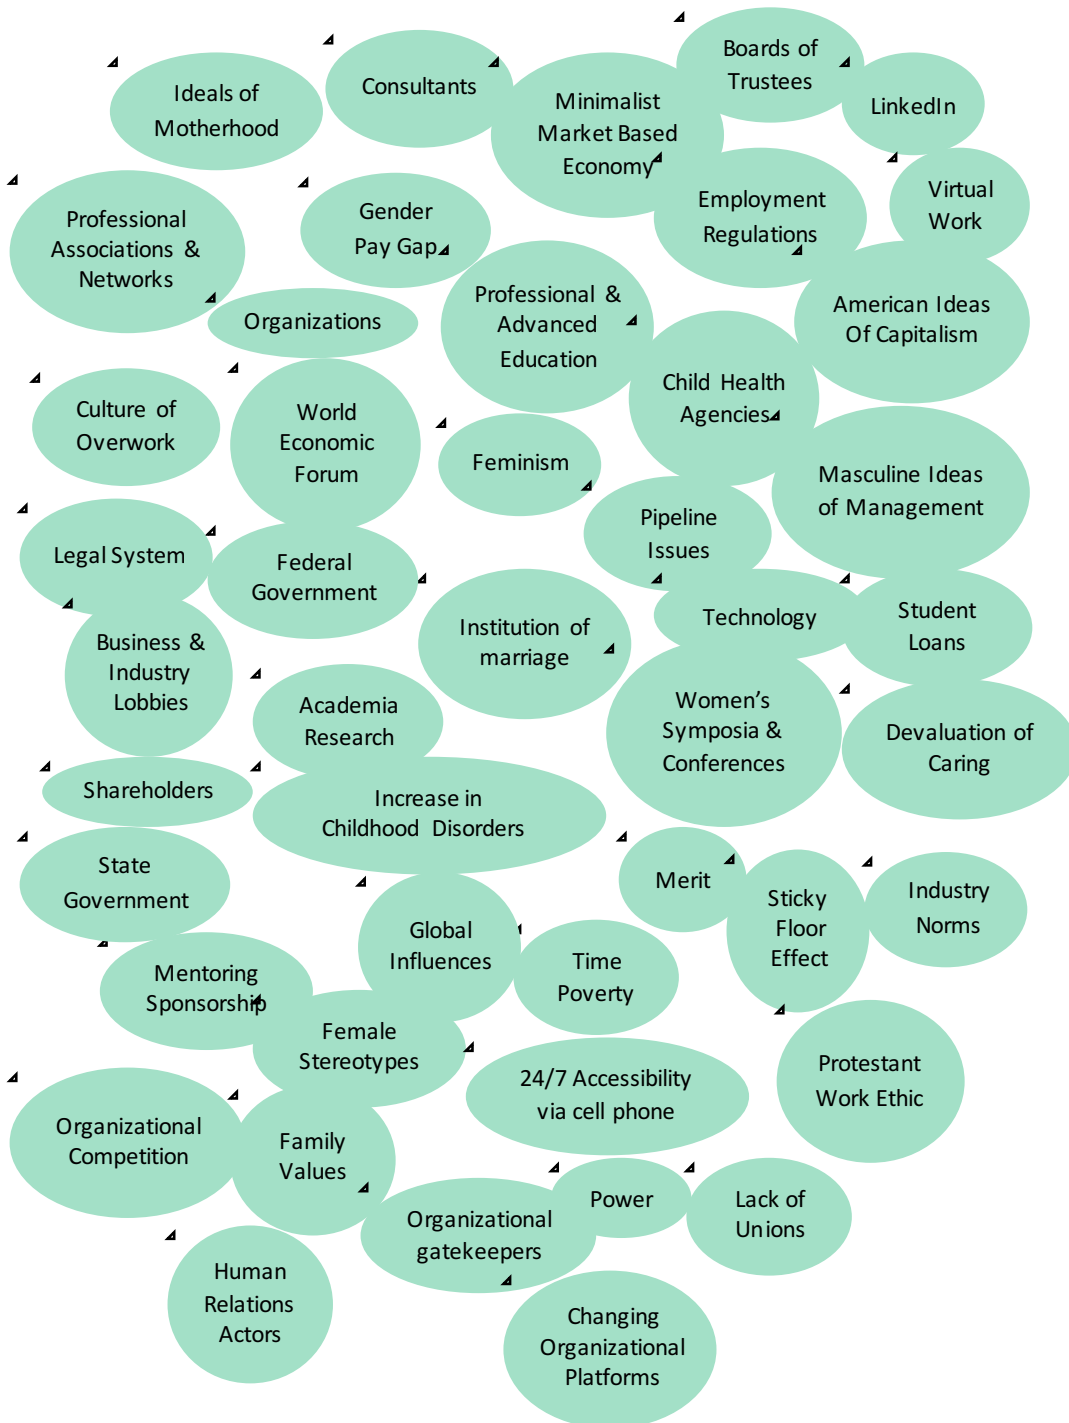 Ideals of
Motherhood
Consultants
Minimalist
Market Based
Economy
Boards of
Trustees
LinkedIn
Professional
Associations &
Networks
Gender
Pay Gap
Employment
Regulations
Virtual
Work
Organizations
Professional &
Advanced
Education
American Ideas
Of Capitalism
Culture of
Overwork
World
Economic
Forum
Feminism
Child Health
Agencies
Masculine Ideas
of Management
Legal System
Federal
Government
Pipeline
Issues
Business &
Industry
Lobbies
Institution of
marriage
Technology
Student
Loans
Academia
Research
Women’s
Symposia &
Conferences
Devaluation of
Caring
Shareholders
Increase in
Childhood Disorders
State
Government
Merit
Sticky
Floor
Effect
Industry
Norms
Mentoring
Sponsorship
Global
Influences
Time
Poverty
Female
Stereotypes
24/7 Accessibility
via cell phone
Protestant
Work Ethic
Organizational
Competition
Family
Values
Organizational
gatekeepers
Power
Lack of
Unions
Human
Relations
Actors
Changing
Organizational
Platforms